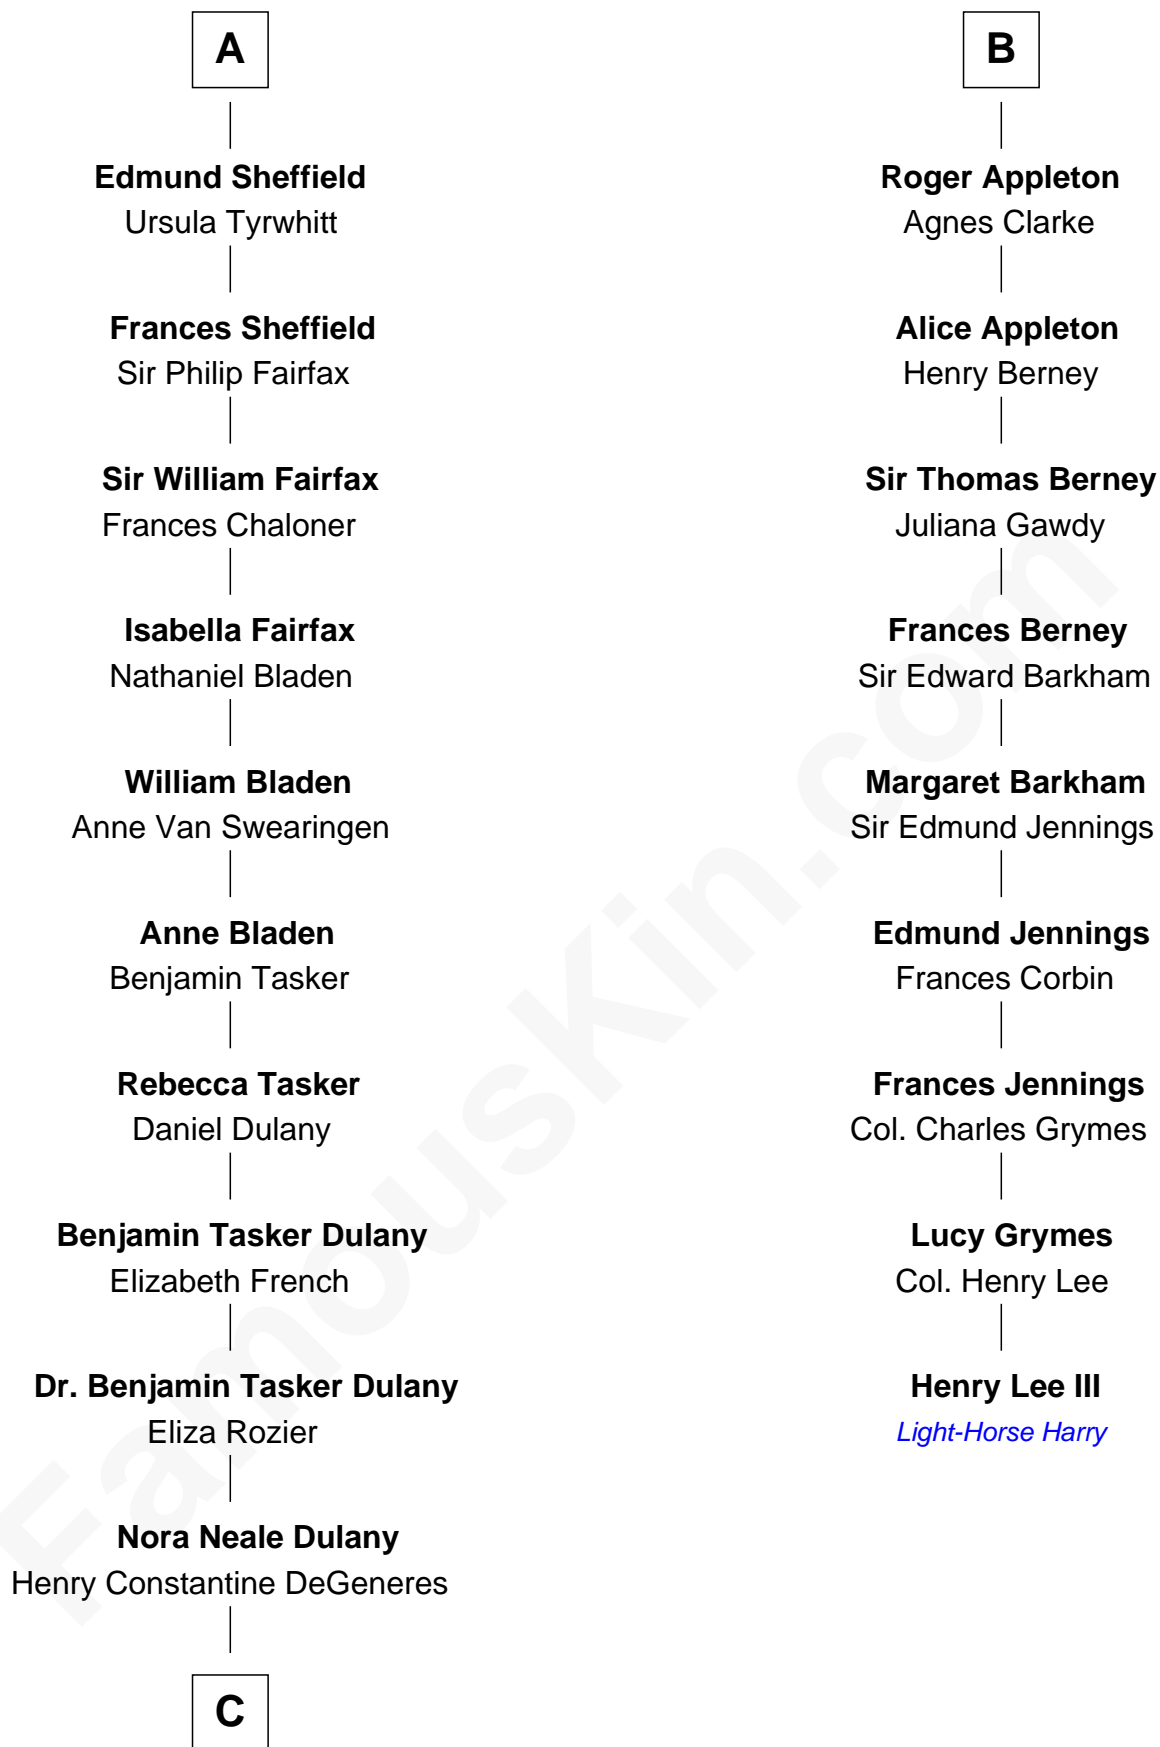 A
Edmund Sheffield
Ursula Tyrwhitt
Frances Sheffield
Sir Philip Fairfax
Sir William Fairfax
Frances Chaloner
Isabella Fairfax
Nathaniel Bladen
William Bladen
Anne Van Swearingen
Anne Bladen
Benjamin Tasker
Rebecca Tasker
Daniel Dulany
Benjamin Tasker Dulany
Elizabeth French
Dr. Benjamin Tasker Dulany
Eliza Rozier
Nora Neale Dulany
Henry Constantine DeGeneres
C
B
Roger Appleton
Agnes Clarke
Alice Appleton
Henry Berney
Sir Thomas Berney
Juliana Gawdy
Frances Berney
Sir Edward Barkham
Margaret Barkham
Sir Edmund Jennings
Edmund Jennings
Frances Corbin
Frances Jennings
Col. Charles Grymes
Lucy Grymes
Col. Henry Lee
Henry Lee III
Light-Horse Harry
FamousKin.com